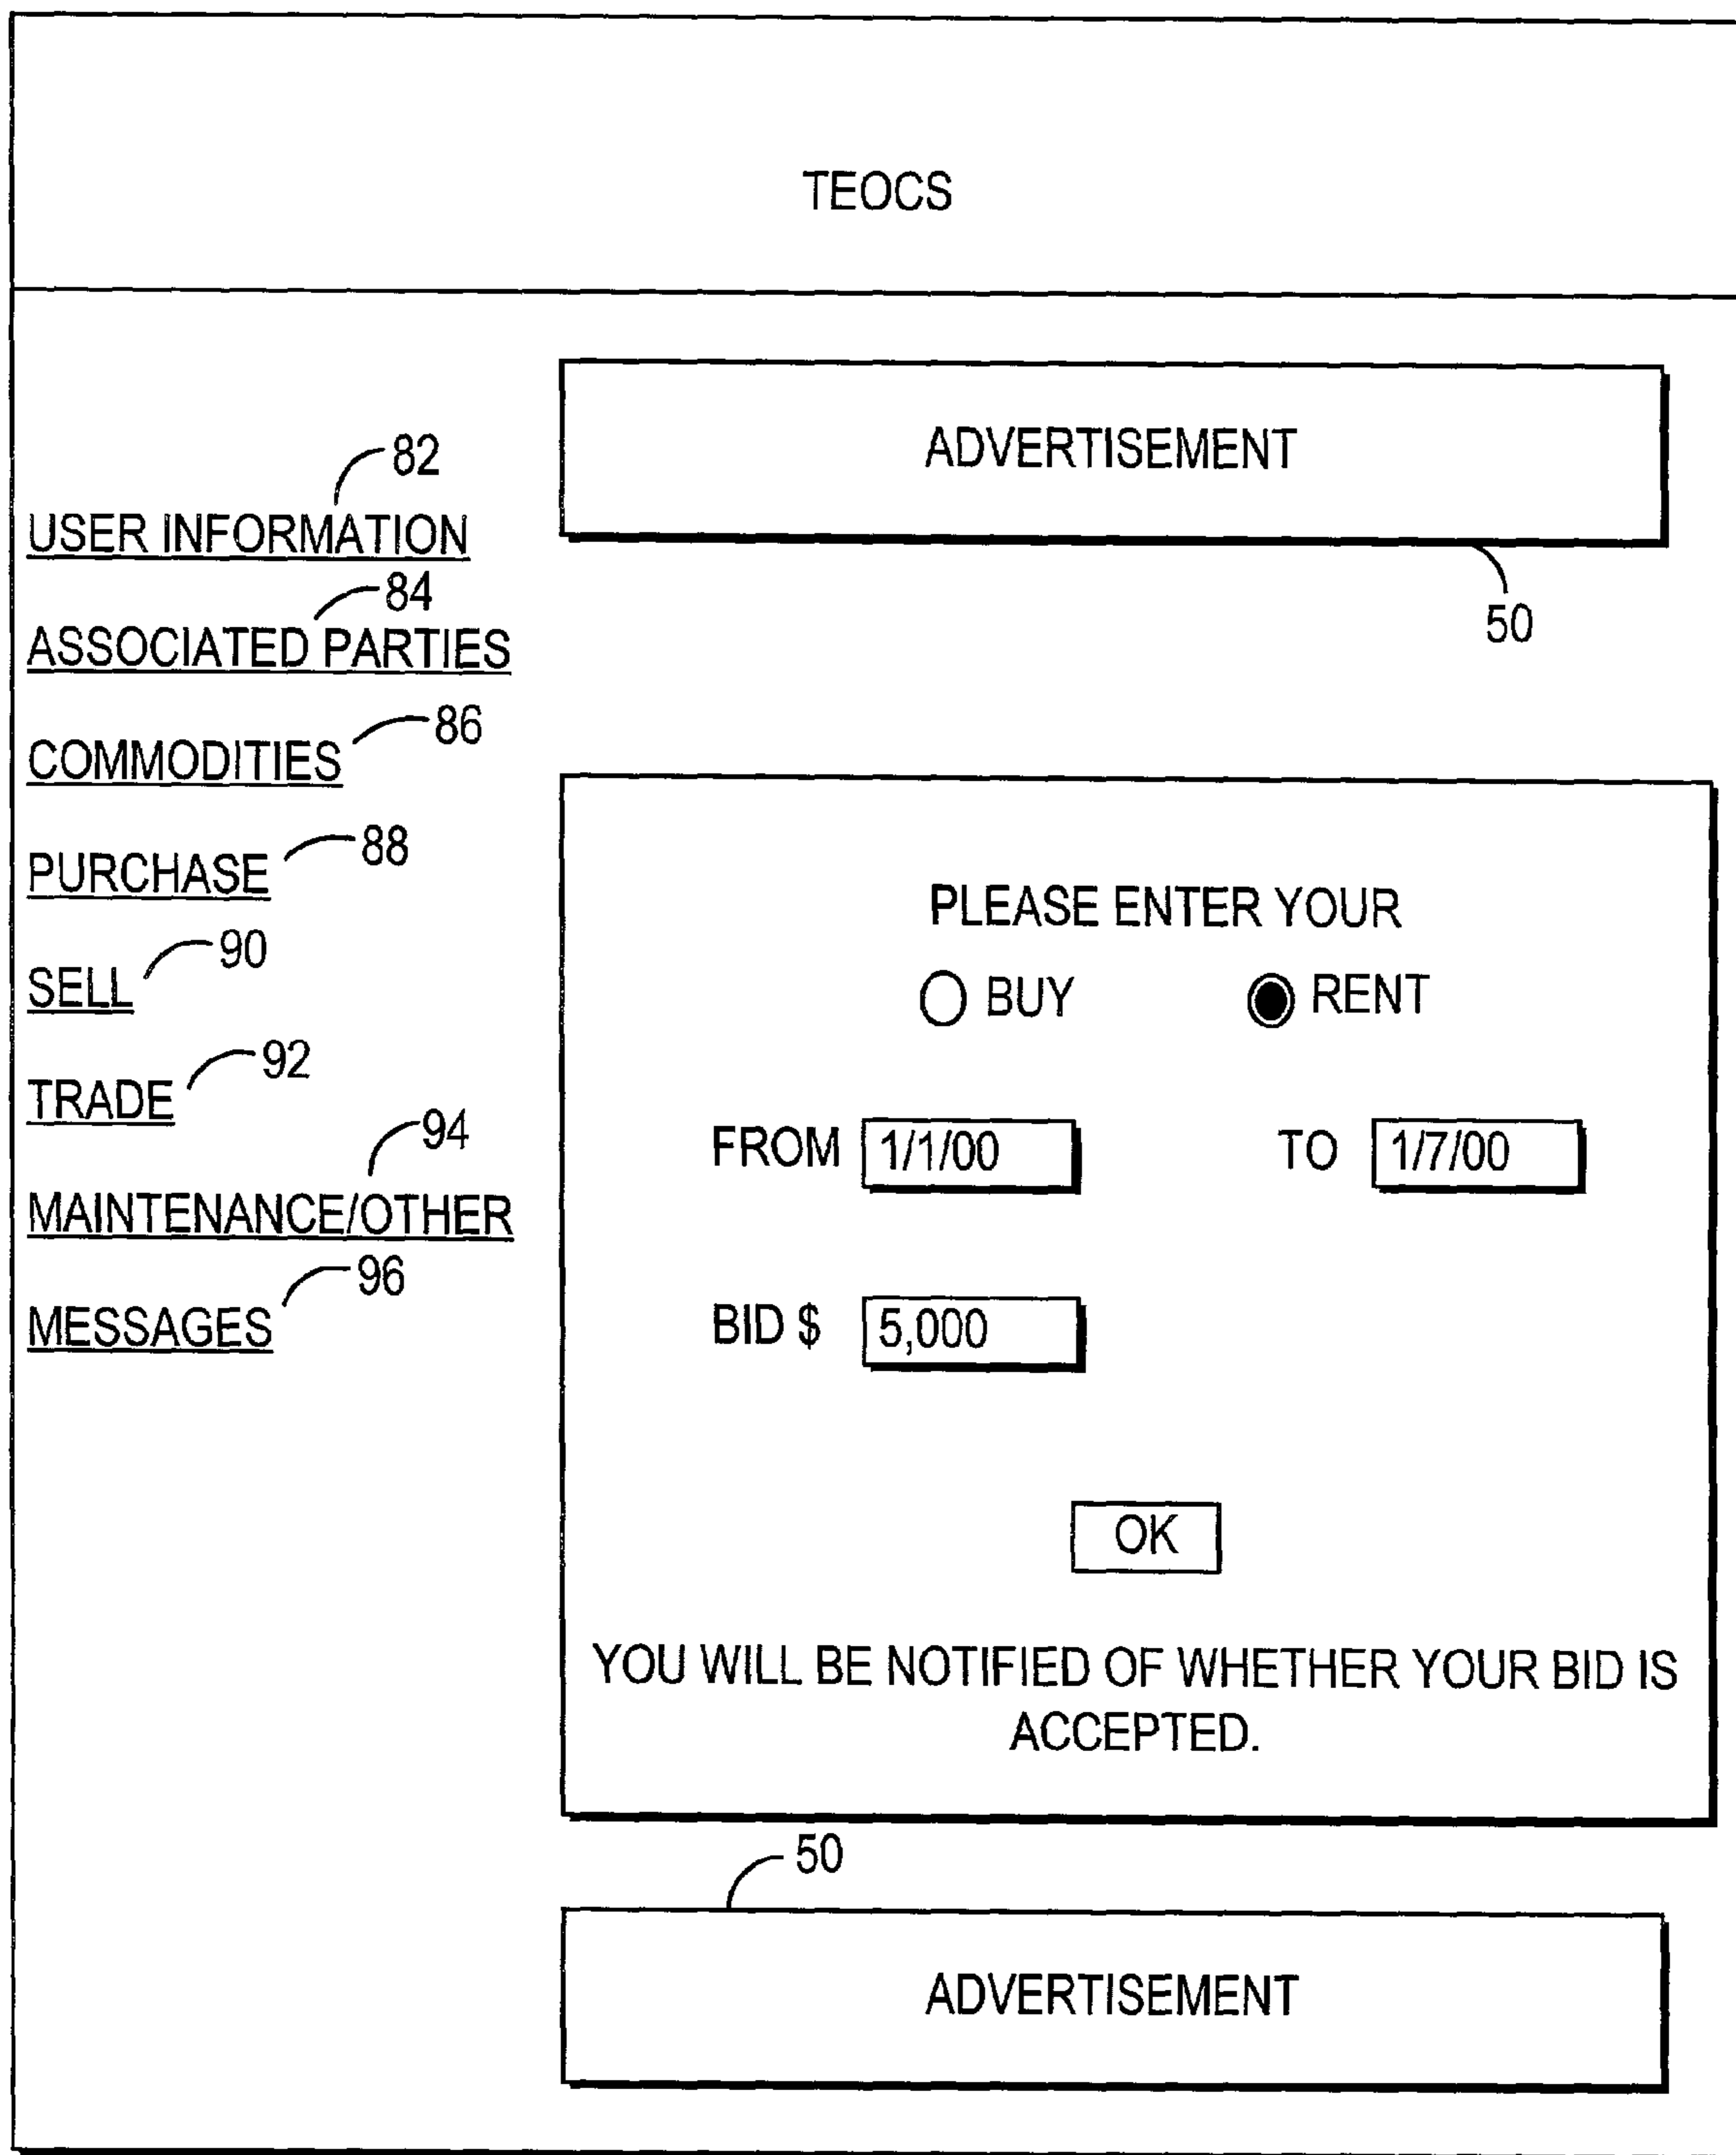 TEOCS
ADVERTISEMENT
50
82
USER INFORMATION
84
ASSOCIATED PARTIES
86
COMMODITIES
88
PURCHASE
90
SELL
92
TRADE
94
MAINTENANCE/OTHER
96
MESSAGES
PLEASE ENTER YOUR
BUY RENT
FROM 1/1/00 TO 1/7/00
BID $ 5,000
OK
YOU WILL BE NOTIFIED OF WHETHER YOUR BID IS
ACCEPTED.
50
ADVERTISEMENT